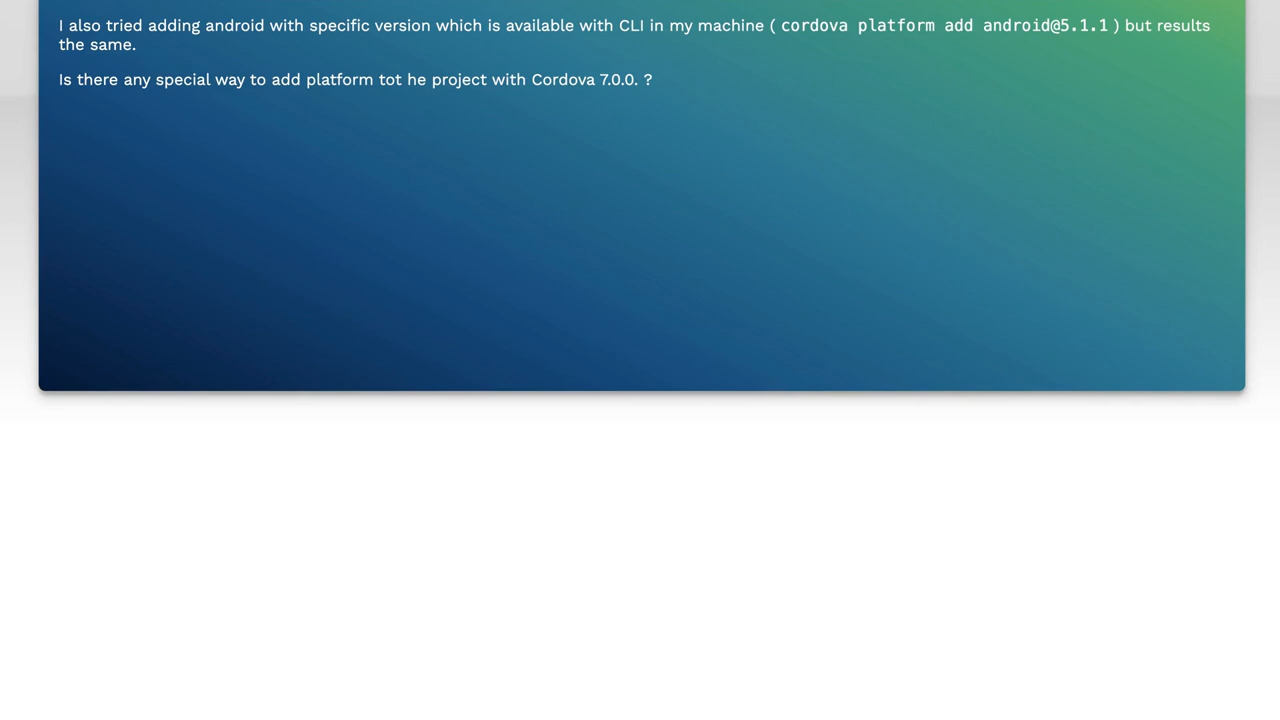 I also tried adding android with specific version which is available with CLI in my machine ( cordova platform add android@5.1.1 ) but results
the same.
Is there any special way to add platform tot he project with Cordova 7.0.0. ?